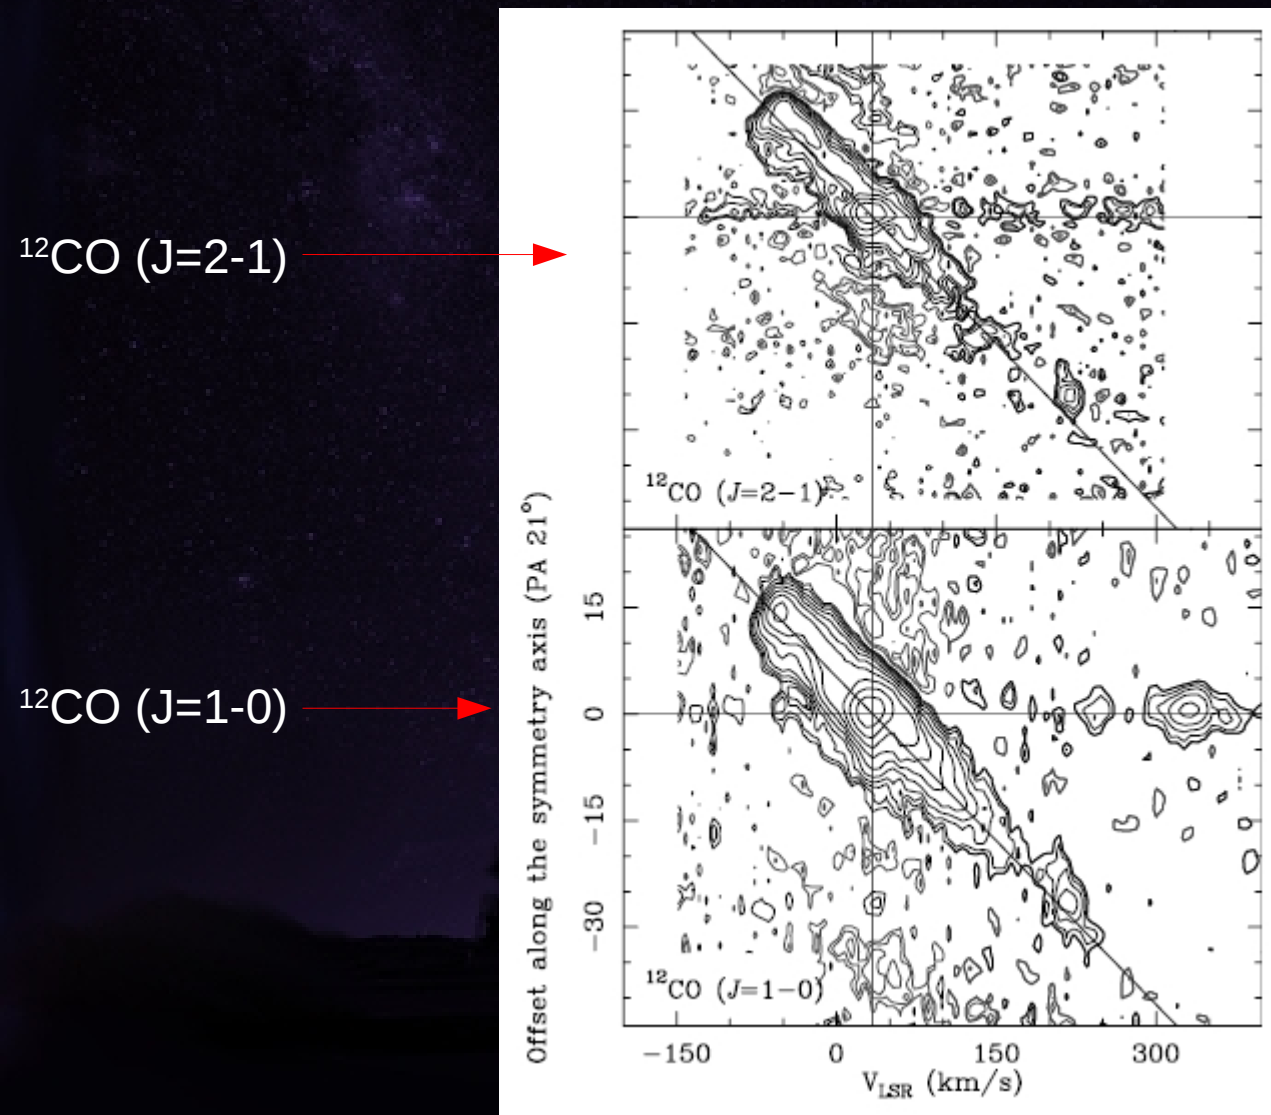 ¹²CO (J=2-1)
¹²CO (J=1-0)
¹²CO (J=2−1)
¹²CO (J=1−0)
Offset along the symmetry axis (PA 21°)
15
0
−15
−30
−150 0 150 300
V_LSR (km/s)